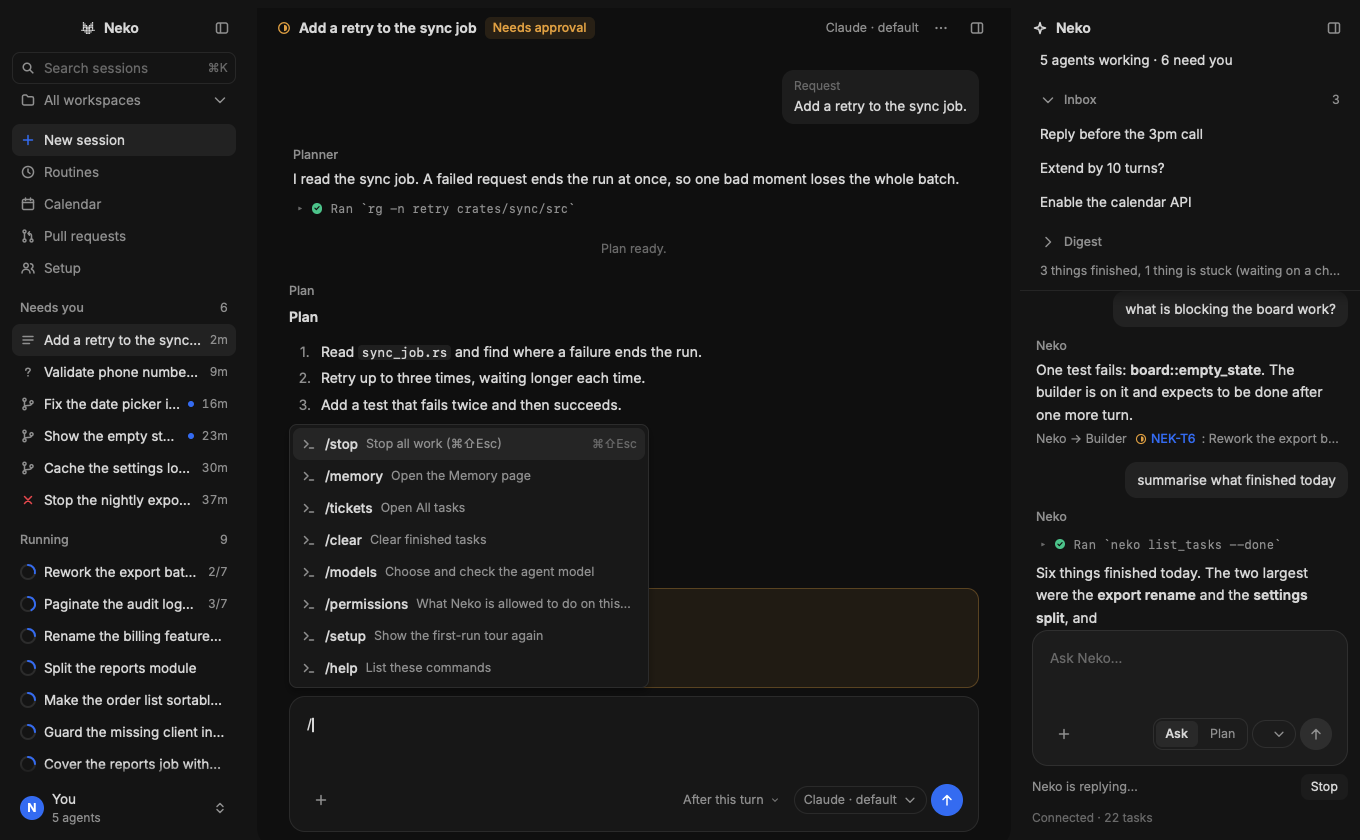 Neko
Search sessions ⌘K
All workspaces
New session
Routines
Calendar
Pull requests
Setup
Needs you 6
Add a retry to the sync... 2m
Validate phone numbe... 9m
Fix the date picker i... 16m
Show the empty st... 23m
Cache the settings lo... 30m
Stop the nightly expo... 37m
Running 9
Rework the export bat... 2/7
Paginate the audit log... 3/7
Rename the billing feature...
Split the reports module
Make the order list sortabl...
Guard the missing client in...
Cover the reports job with...
N
You
5 agents
Add a retry to the sync job Needs approval Claude · default ···
Request
Add a retry to the sync job.
Planner
I read the sync job. A failed request ends the run at once, so one bad moment loses the whole batch.
Ran `rg -n retry crates/sync/src`
Plan ready.
Plan
Plan
1. Read sync_job.rs and find where a failure ends the run.
2. Retry up to three times, waiting longer each time.
3. Add a test that fails twice and then succeeds.
/stop Stop all work (⌘⇧Esc) ⌘⇧Esc
/memory Open the Memory page
/tickets Open All tasks
/clear Clear finished tasks
/models Choose and check the agent model
/permissions What Neko is allowed to do on this...
/setup Show the first-run tour again
/help List these commands
/
After this turn Claude · default
Neko
5 agents working · 6 need you
Inbox 3
Reply before the 3pm call
Extend by 10 turns?
Enable the calendar API
Digest
3 things finished, 1 thing is stuck (waiting on a ch...
what is blocking the board work?
Neko
One test fails: board::empty_state. The
builder is on it and expects to be done after
one more turn.
Neko → Builder NEK-T6 : Rework the export b...
summarise what finished today
Neko
Ran `neko list_tasks --done`
Six things finished today. The two largest
were the export rename and the settings
split, and
Ask Neko...
Ask Plan
Neko is replying... Stop
Connected · 22 tasks